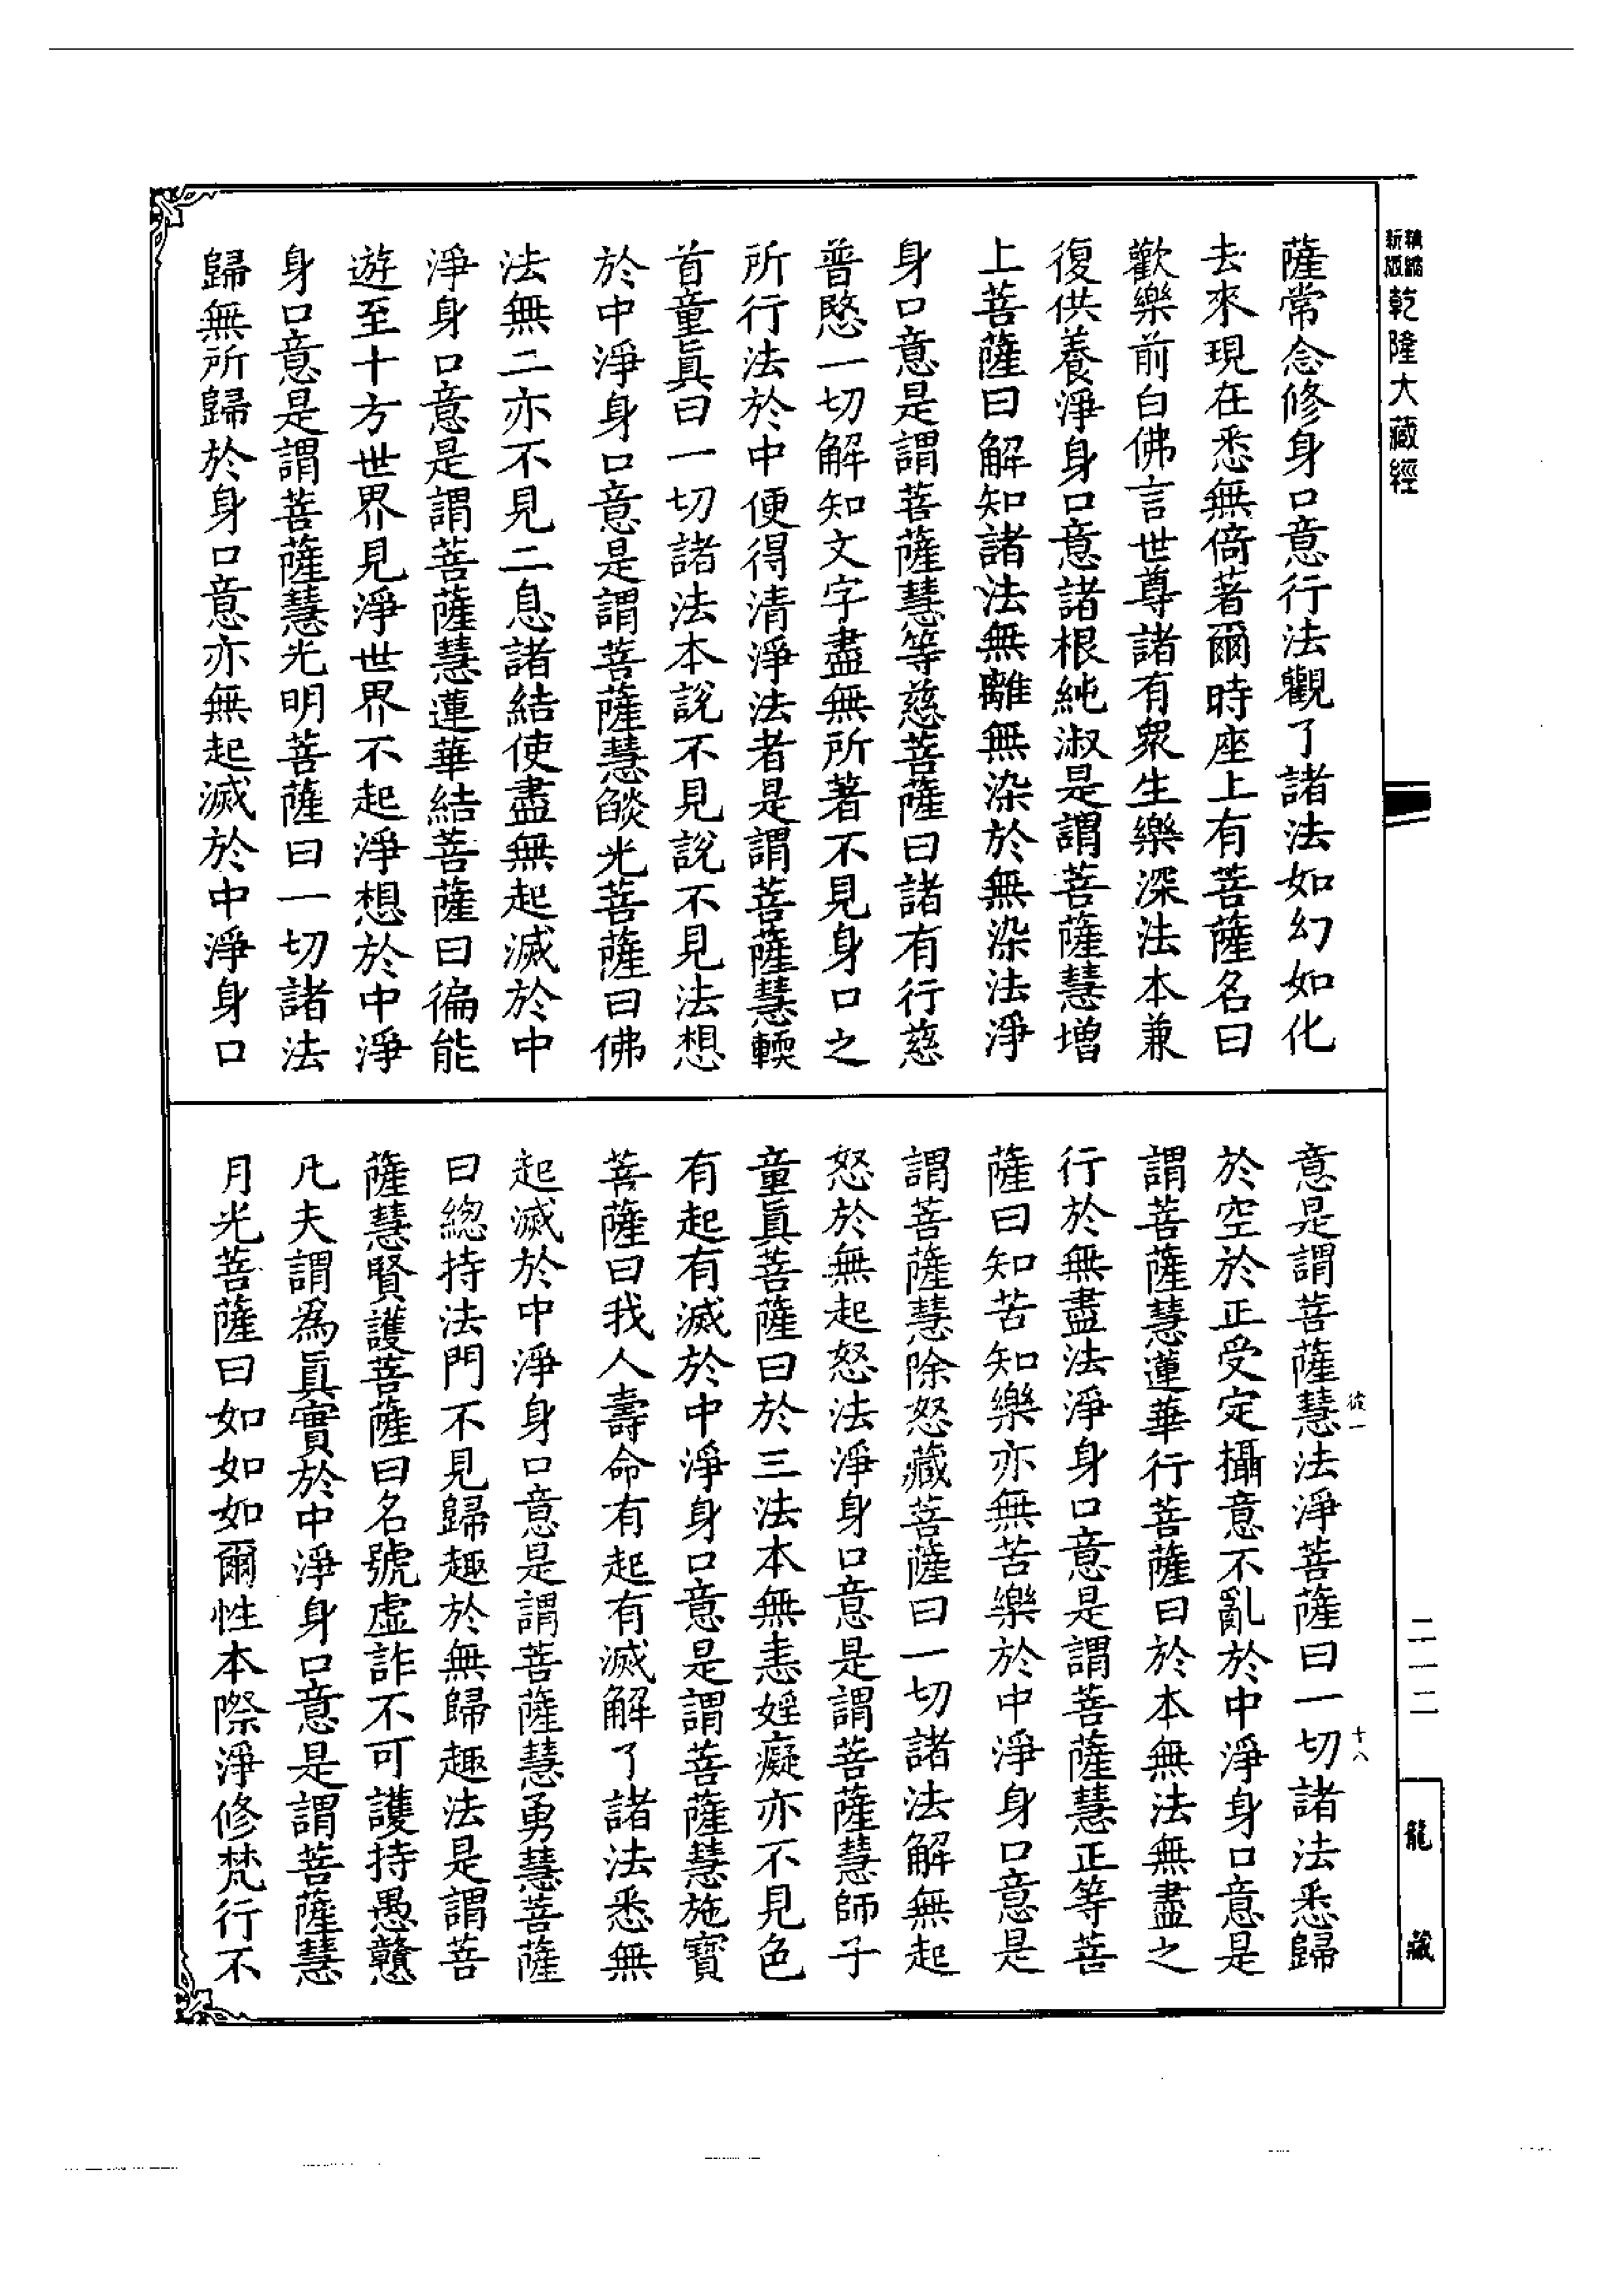 精縮新版乾隆大藏經
薩常念修身口意行法觀了諸法如幻如化
去來現在悉無倚著爾時座上有菩薩名曰
歡樂前白佛言世尊諸有衆生樂深法本兼
復供養淨身口意諸根純淑是謂菩薩慧增
上菩薩曰解知諸法無離無染於無染法淨
身口意是謂菩薩慧等慈菩薩曰諸有行慈
普愍一切解知文字盡無所著不見身口之
所行法於中便得清淨法者是謂菩薩慧輭
首童眞曰一切諸法本說不見說不見法想
於中淨身口意是謂菩薩慧燄光菩薩曰佛
法無二亦不見二息諸結使盡無起滅於中
淨身口意是謂菩薩慧蓮華結菩薩曰徧能
遊至十方世界見淨世界不起淨想於中淨
身口意是謂菩薩慧光明菩薩曰一切諸法
歸無所歸於身口意亦無起滅於中淨身口
意是謂菩薩慧法淨菩薩曰一切諸法悉歸
於空於正受定攝意不亂於中淨身口意是
謂菩薩慧蓮華行菩薩曰於本無法無盡之
行於無盡法淨身口意是謂菩薩慧正等菩
薩曰知苦知樂亦無苦樂於中淨身口意是
謂菩薩慧除怒藏菩薩曰一切諸法解無起
怒於無起怒法淨身口意是謂菩薩慧師子
童眞菩薩曰於三法本無恚婬癡亦不見色
有起有滅於中淨身口意是謂菩薩慧施寳
菩薩曰我人壽命有起有滅解了諸法悉無
起滅於中淨身口意是謂菩薩慧勇慧菩薩
曰總持法門不見歸趣於無歸趣法是謂菩
薩慧賢護菩薩曰名號虛詐不可護持愚戇
凡夫謂爲眞實於中淨身口意是謂菩薩慧
月光菩薩曰如如如爾性本際淨修梵行不
彼一
十八
二一二
龍藏